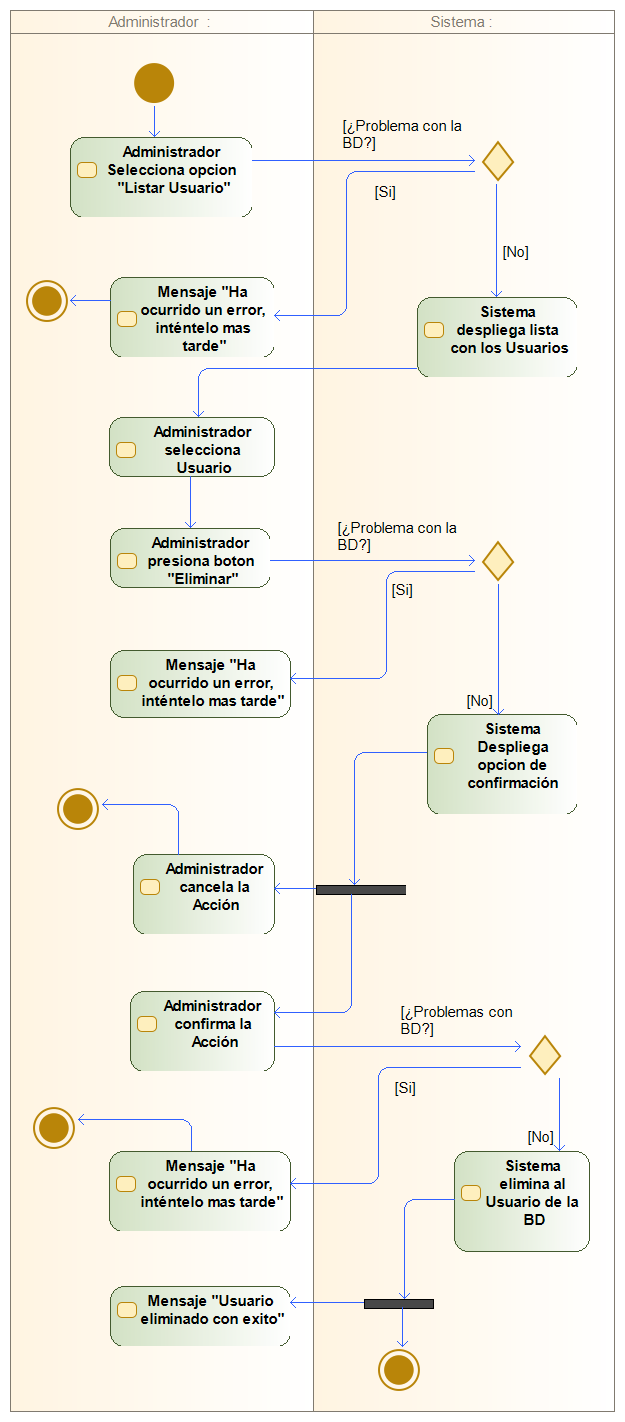 Administrador :
Sistema :
[¿Problema con la
BD?]
Administrador
Selecciona opcion
"Listar Usuario"
[Si]
[No]
Mensaje "Ha
ocurrido un error,
inténtelo mas
tarde"
Sistema
despliega lista
con los Usuarios
Administrador
selecciona
Usuario
[¿Problema con la
BD?]
Administrador
presiona boton
"Eliminar"
[Si]
Mensaje "Ha
ocurrido un error,
inténtelo mas tarde"
[No]
Sistema
Despliega
opcion de
confirmación
Administrador
cancela la
Acción
Administrador
confirma la
Acción
[¿Problemas con
BD?]
[Si]
[No]
Mensaje "Ha
ocurrido un error,
inténtelo mas tarde"
Sistema
elimina al
Usuario de la
BD
Mensaje "Usuario
eliminado con exito"